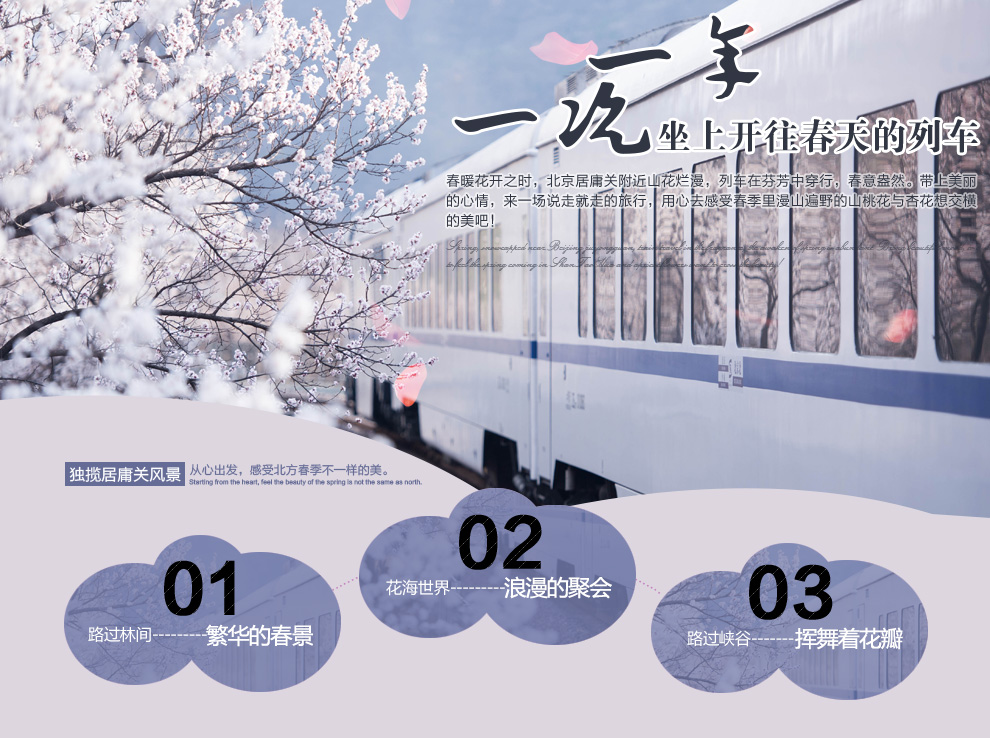 一年
一次
坐上开往春天的列车
春暖花开之时，北京居庸关附近山花烂漫，列车在芬芳中穿行，春意盎然。带上美丽
的心情，来一场说走就走的旅行，用心去感受春季里漫山遍野的山桃花与杏花想交横
的美吧！
独揽居庸关风景
从心出发，感受北方春季不一样的美。
Starting from the heart, feel the beauty of the spring is not the same as north.
01
路过林间---------繁华的春景
02
花海世界---------浪漫的聚会
03
路过峡谷-------挥舞着花瓣